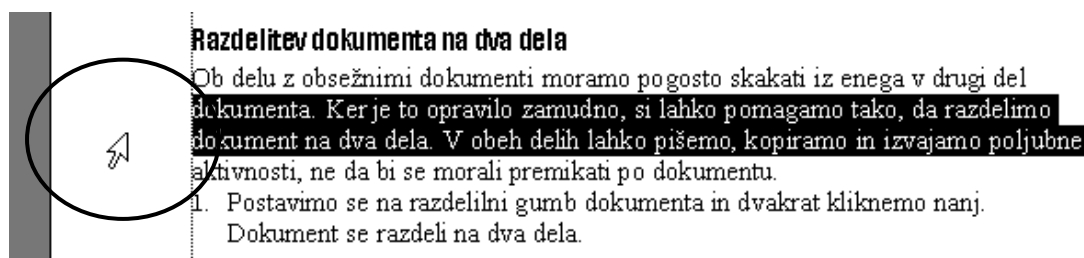 Razdelitev dokumenta na dva dela
Ob delu z obsežnimi dokumenti moramo pogosto skakati iz enega v drugi del
dokumenta. Ker je to opravilo zamudno, si lahko pomagamo tako, da razdelimo
dokument na dva dela. V obeh delih lahko pišemo, kopiramo in izvajamo poljubne
aktivnosti, ne da bi se morali premikati po dokumentu.
1. Postavimo se na razdelilni gumb dokumenta in dvakrat kliknemo nanj.
Dokument se razdeli na dva dela.